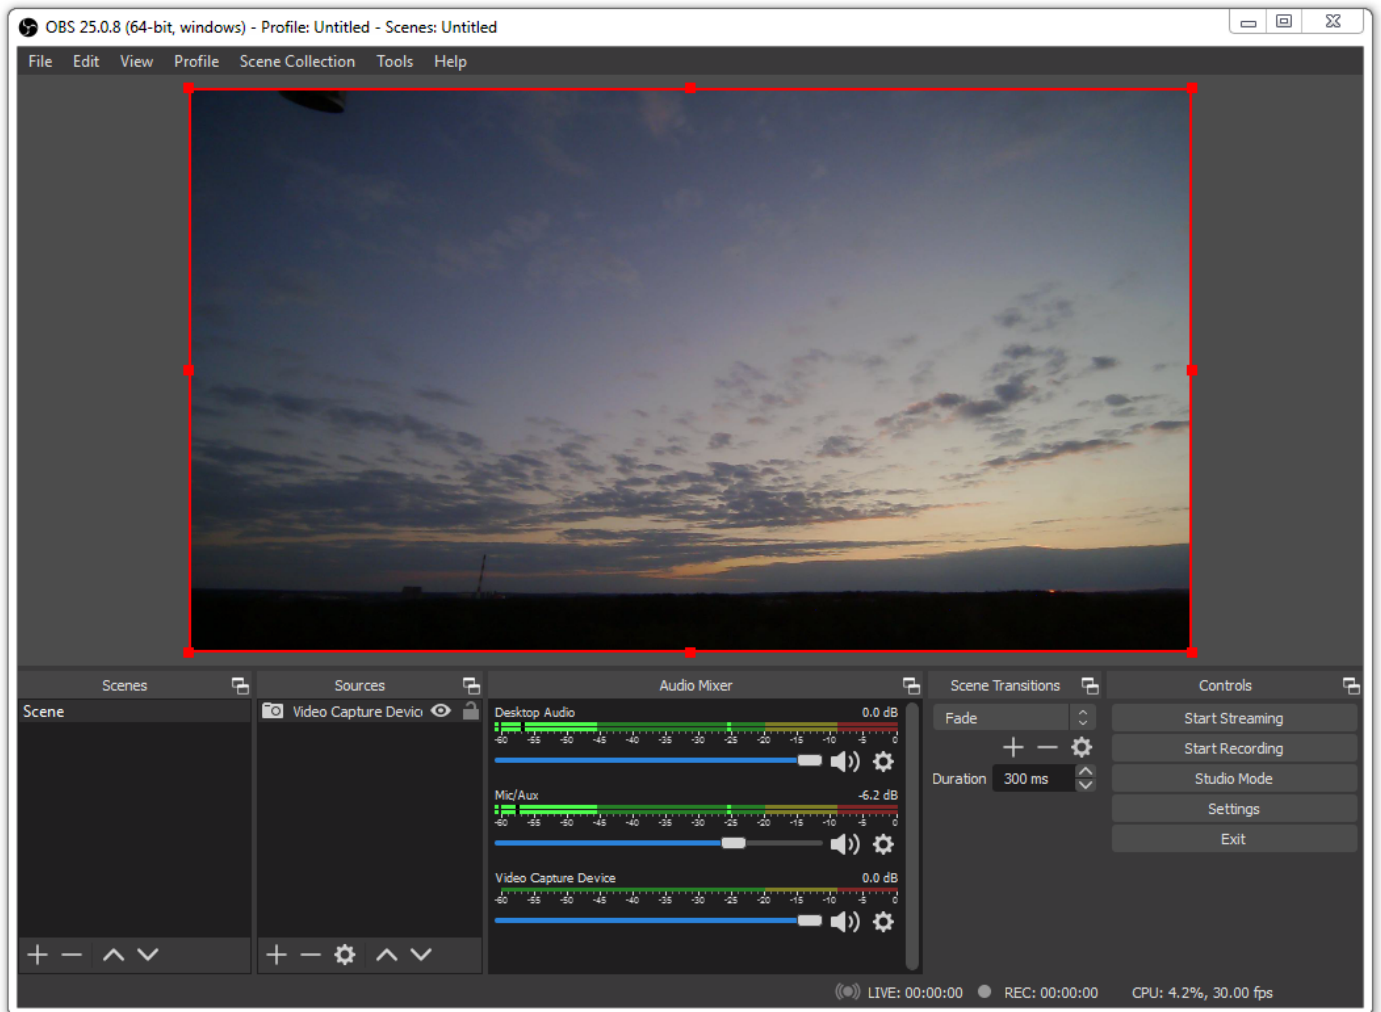 OBS 25.0.8 (64-bit, windows) - Profile: Untitled - Scenes: Untitled
File Edit View Profile Scene Collection Tools Help
Scenes
Sources
Audio Mixer
Scene Transitions
Controls
Scene
Video Capture Devic
Desktop Audio 0.0 dB
-60 -55 -50 -45 -40 -35 -30 -25 -20 -15 -10 -5 0
Mic/Aux -6.2 dB
-60 -55 -50 -45 -40 -35 -30 -25 -20 -15 -10 -5 0
Video Capture Device 0.0 dB
-60 -55 -50 -45 -40 -35 -30 -25 -20 -15 -10 -5 0
Fade
Duration 300 ms
Start Streaming
Start Recording
Studio Mode
Settings
Exit
LIVE: 00:00:00 REC: 00:00:00 CPU: 4.2%, 30.00 fps